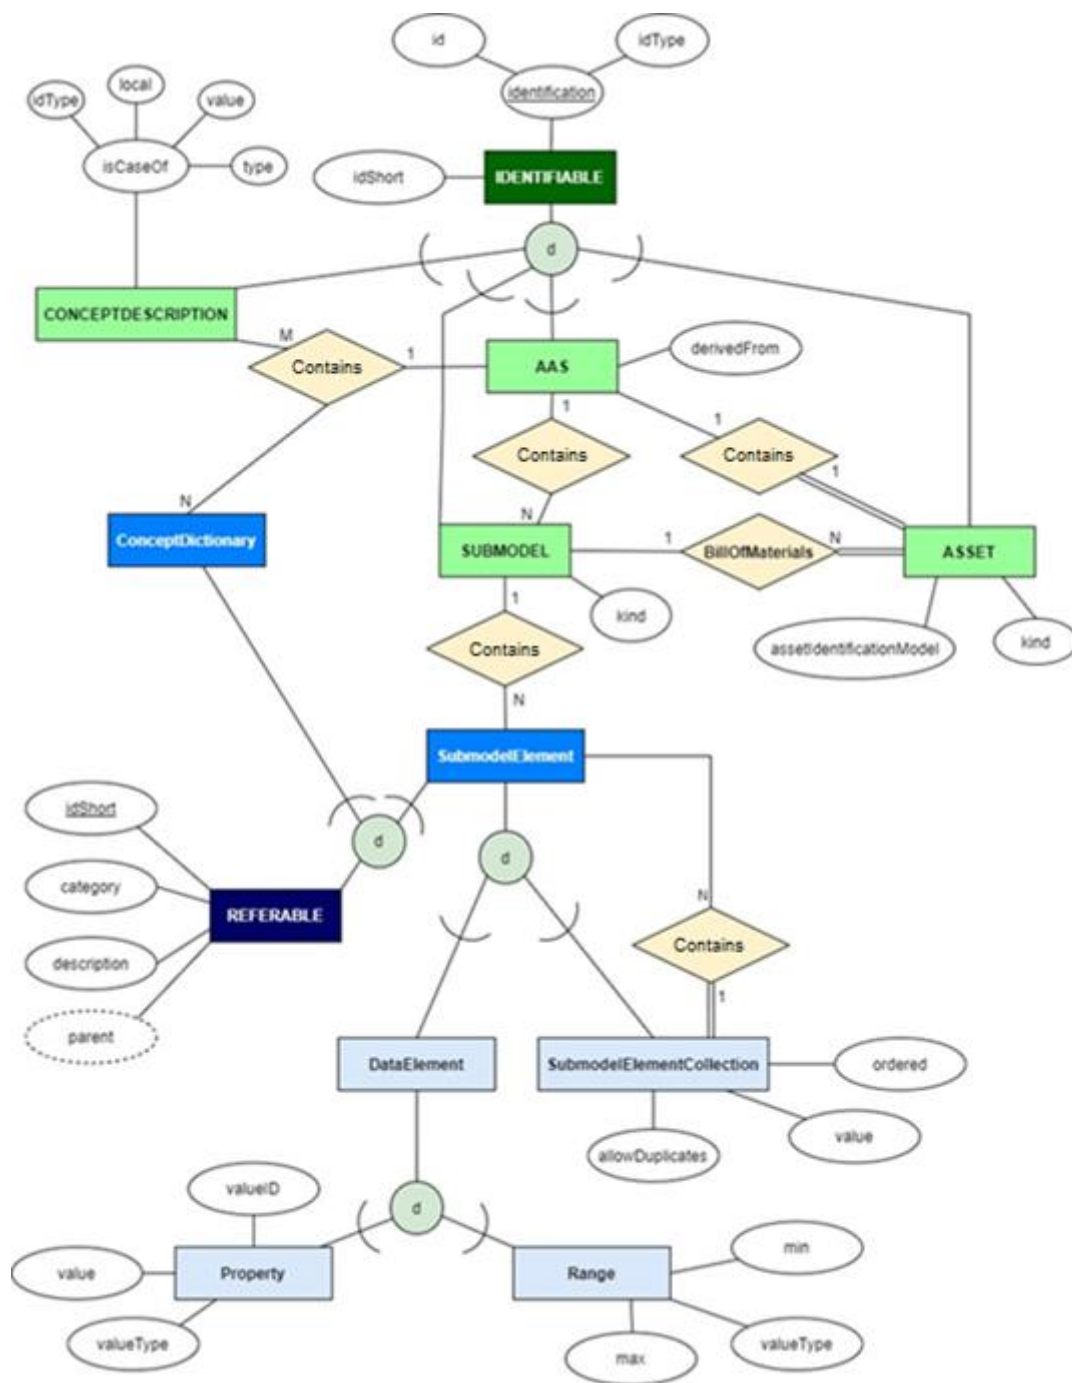 id
idType
identification
local
idType
value
isCaseOf
type
idShort
IDENTIFIABLE
d
CONCEPTDESCRIPTION
M
Contains
1
AAS
derivedFrom
1
1
Contains
Contains
1
N
N
ConceptDictionary
SUBMODEL
1
BillOfMaterials
N
ASSET
1
kind
assetIdentificationModel
kind
Contains
N
SubmodelElement
idShort
d
d
category
REFERABLE
N
Contains
description
1
parent
DataElement
SubmodelElementCollection
ordered
value
allowDuplicates
valueID
d
min
value
Property
Range
valueType
max
valueType